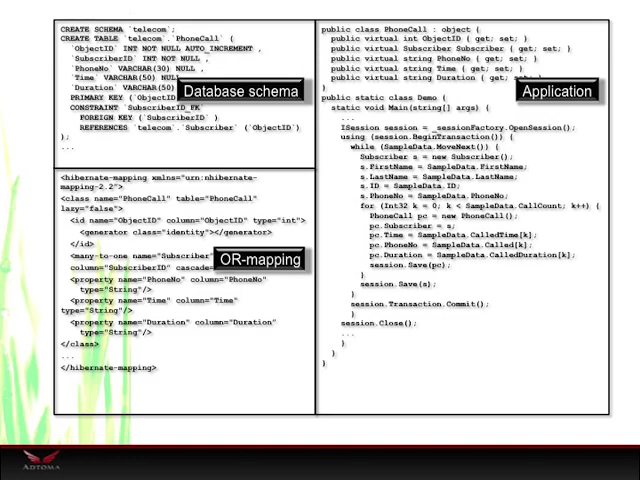 CREATE SCHEMA `telecom`;
CREATE TABLE `telecom`.`PhoneCall` (
`ObjectID` INT NOT NULL AUTO_INCREMENT ,
`SubscriberID` INT NOT NULL ,
`PhoneNo` VARCHAR(30) NULL ,
`Time` VARCHAR(50) NULL
`Duration` VARCHAR(50)
PRIMARY KEY (`ObjectID
CONSTRAINT `SubscriberID_FK`
FOREIGN KEY (`SubscriberID` )
REFERENCES `telecom`.`Subscriber` (`ObjectID`)
);
...
Database schema
<hibernate-mapping xmlns="urn:nhibernate-
mapping-2.2">
<class name="PhoneCall" table="PhoneCall"
lazy="false">
<id name="ObjectID" column="ObjectID" type="int">
<generator class="identity"></generator>
</id>
<many-to-one name="Subscriber"
column="SubscriberID" cascade=
<property name="PhoneNo" column="PhoneNo"
type="String"/>
<property name="Time" column="Time"
type="String"/>
<property name="Duration" column="Duration"
type="String"/>
</class>
...
</hibernate-mapping>
OR-mapping
public class PhoneCall : object {
public virtual int ObjectID { get; set; }
public virtual Subscriber Subscriber { get; set; }
public virtual string PhoneNo { get; set; }
public virtual string Time { get; set; }
public virtual string Duration { get; set; }
}
public static class Demo {
static void Main(string[] args) {
...
ISession session = _sessionFactory.OpenSession();
using (session.BeginTransaction()) {
while (SampleData.MoveNext()) {
Subscriber s = new Subscriber();
s.FirstName = SampleData.FirstName;
s.LastName = SampleData.LastName;
s.ID = SampleData.ID;
s.PhoneNo = SampleData.PhoneNo;
for (Int32 k = 0; k < SampleData.CallCount; k++) {
PhoneCall pc = new PhoneCall();
pc.Subscriber = s;
pc.Time = SampleData.CalledTime[k];
pc.PhoneNo = SampleData.Called[k];
pc.Duration = SampleData.CalledDuration[k];
session.Save(pc);
}
session.Save(s);
}
session.Transaction.Commit();
}
session.Close();
...
}
}
}
Application
ADTOMA